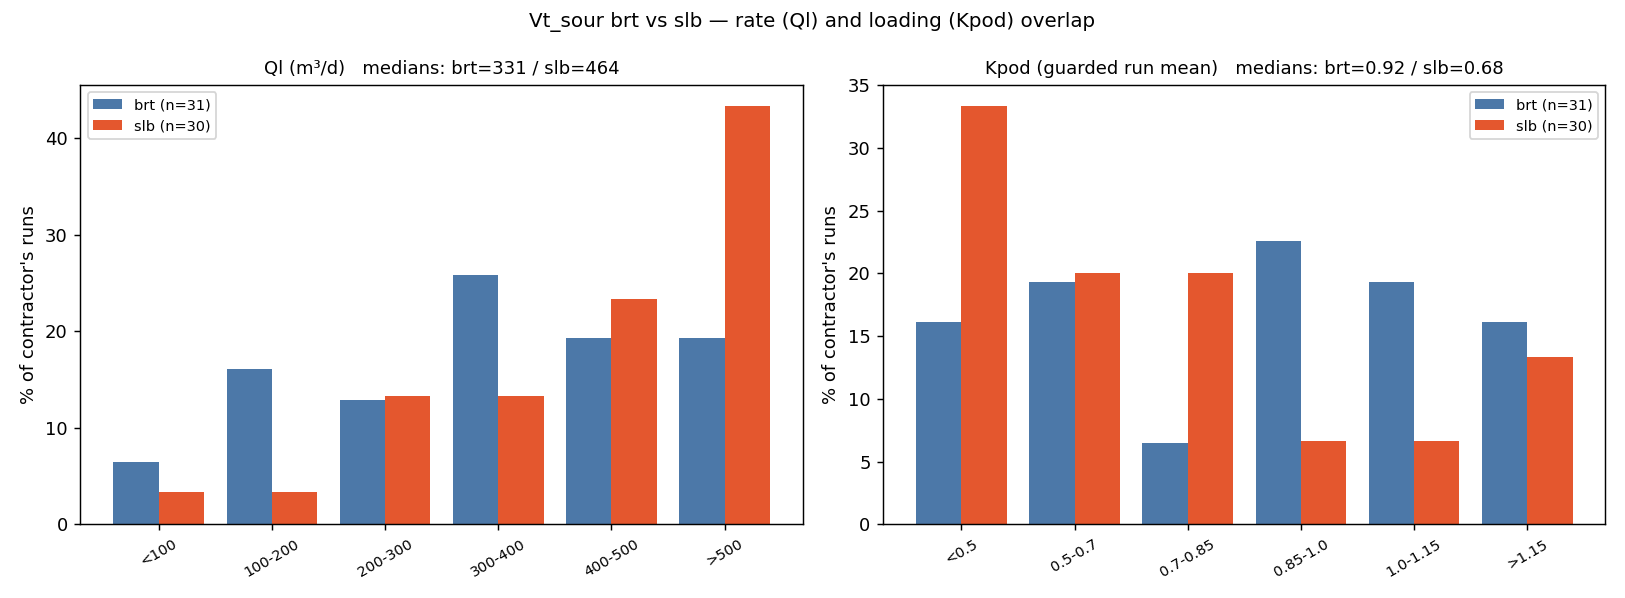 Vt_sour brt vs slb — rate (Ql) and loading (Kpod) overlap
Ql (m³/d)   medians: brt=331 / slb=464
brt (n=31)
slb (n=30)
% of contractor's runs
40
30
20
10
0
<100
100-200
200-300
300-400
400-500
>500
Kpod (guarded run mean)   medians: brt=0.92 / slb=0.68
brt (n=31)
slb (n=30)
% of contractor's runs
35
30
25
20
15
10
5
0
<0.5
0.5-0.7
0.7-0.85
0.85-1.0
1.0-1.15
>1.15